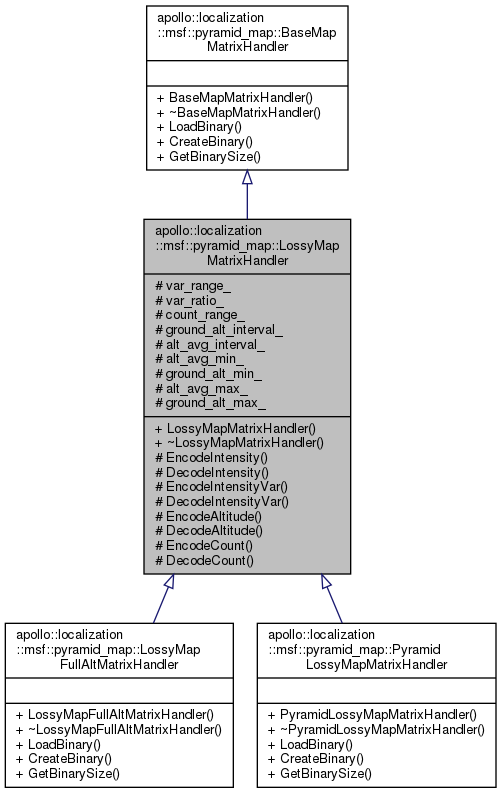 apollo::localization
::msf::pyramid_map::BaseMap
MatrixHandler
+ BaseMapMatrixHandler()
+ ~BaseMapMatrixHandler()
+ LoadBinary()
+ CreateBinary()
+ GetBinarySize()
apollo::localization
::msf::pyramid_map::LossyMap
MatrixHandler
# var_range_
# var_ratio_
# count_range_
# ground_alt_interval_
# alt_avg_interval_
# alt_avg_min_
# ground_alt_min_
# alt_avg_max_
# ground_alt_max_
+ LossyMapMatrixHandler()
+ ~LossyMapMatrixHandler()
# EncodeIntensity()
# DecodeIntensity()
# EncodeIntensityVar()
# DecodeIntensityVar()
# EncodeAltitude()
# DecodeAltitude()
# EncodeCount()
# DecodeCount()
apollo::localization
::msf::pyramid_map::LossyMap
FullAltMatrixHandler
+ LossyMapFullAltMatrixHandler()
+ ~LossyMapFullAltMatrixHandler()
+ LoadBinary()
+ CreateBinary()
+ GetBinarySize()
apollo::localization
::msf::pyramid_map::Pyramid
LossyMapMatrixHandler
+ PyramidLossyMapMatrixHandler()
+ ~PyramidLossyMapMatrixHandler()
+ LoadBinary()
+ CreateBinary()
+ GetBinarySize()